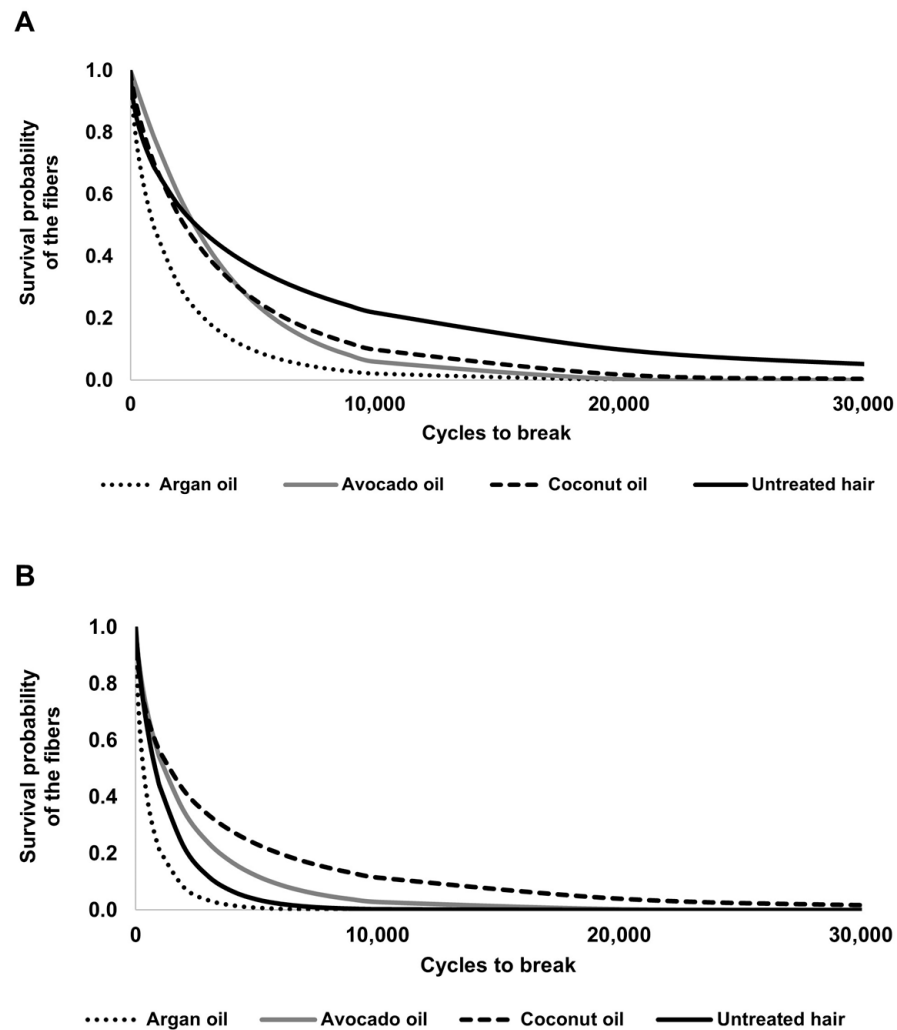 A
1.0
0.8
0.6
0.4
0.2
0.0
Survival probability
of the fibers
0 10,000 20,000 30,000
Cycles to break
Argan oil Avocado oil Coconut oil Untreated hair
B
1.0
0.8
0.6
0.4
0.2
0.0
Survival probability
of the fibers
0 10,000 20,000 30,000
Cycles to break
Argan oil Avocado oil Coconut oil Untreated hair